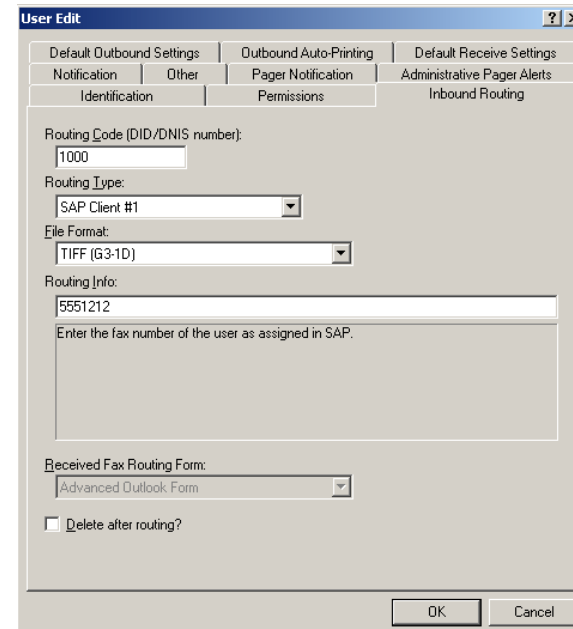 User Edit
Default Outbound Settings Outbound Auto-Printing Default Receive Settings
Notification Other Pager Notification Administrative Pager Alerts
Identification Permissions Inbound Routing
Routing Code (DID/DNIS number):
1000
Routing Type:
SAP Client #1
File Format:
TIFF (G3-1D)
Routing Info:
5551212
Enter the fax number of the user as assigned in SAP.
Received Fax Routing Form:
Advanced Outlook Form
Delete after routing?
OK Cancel